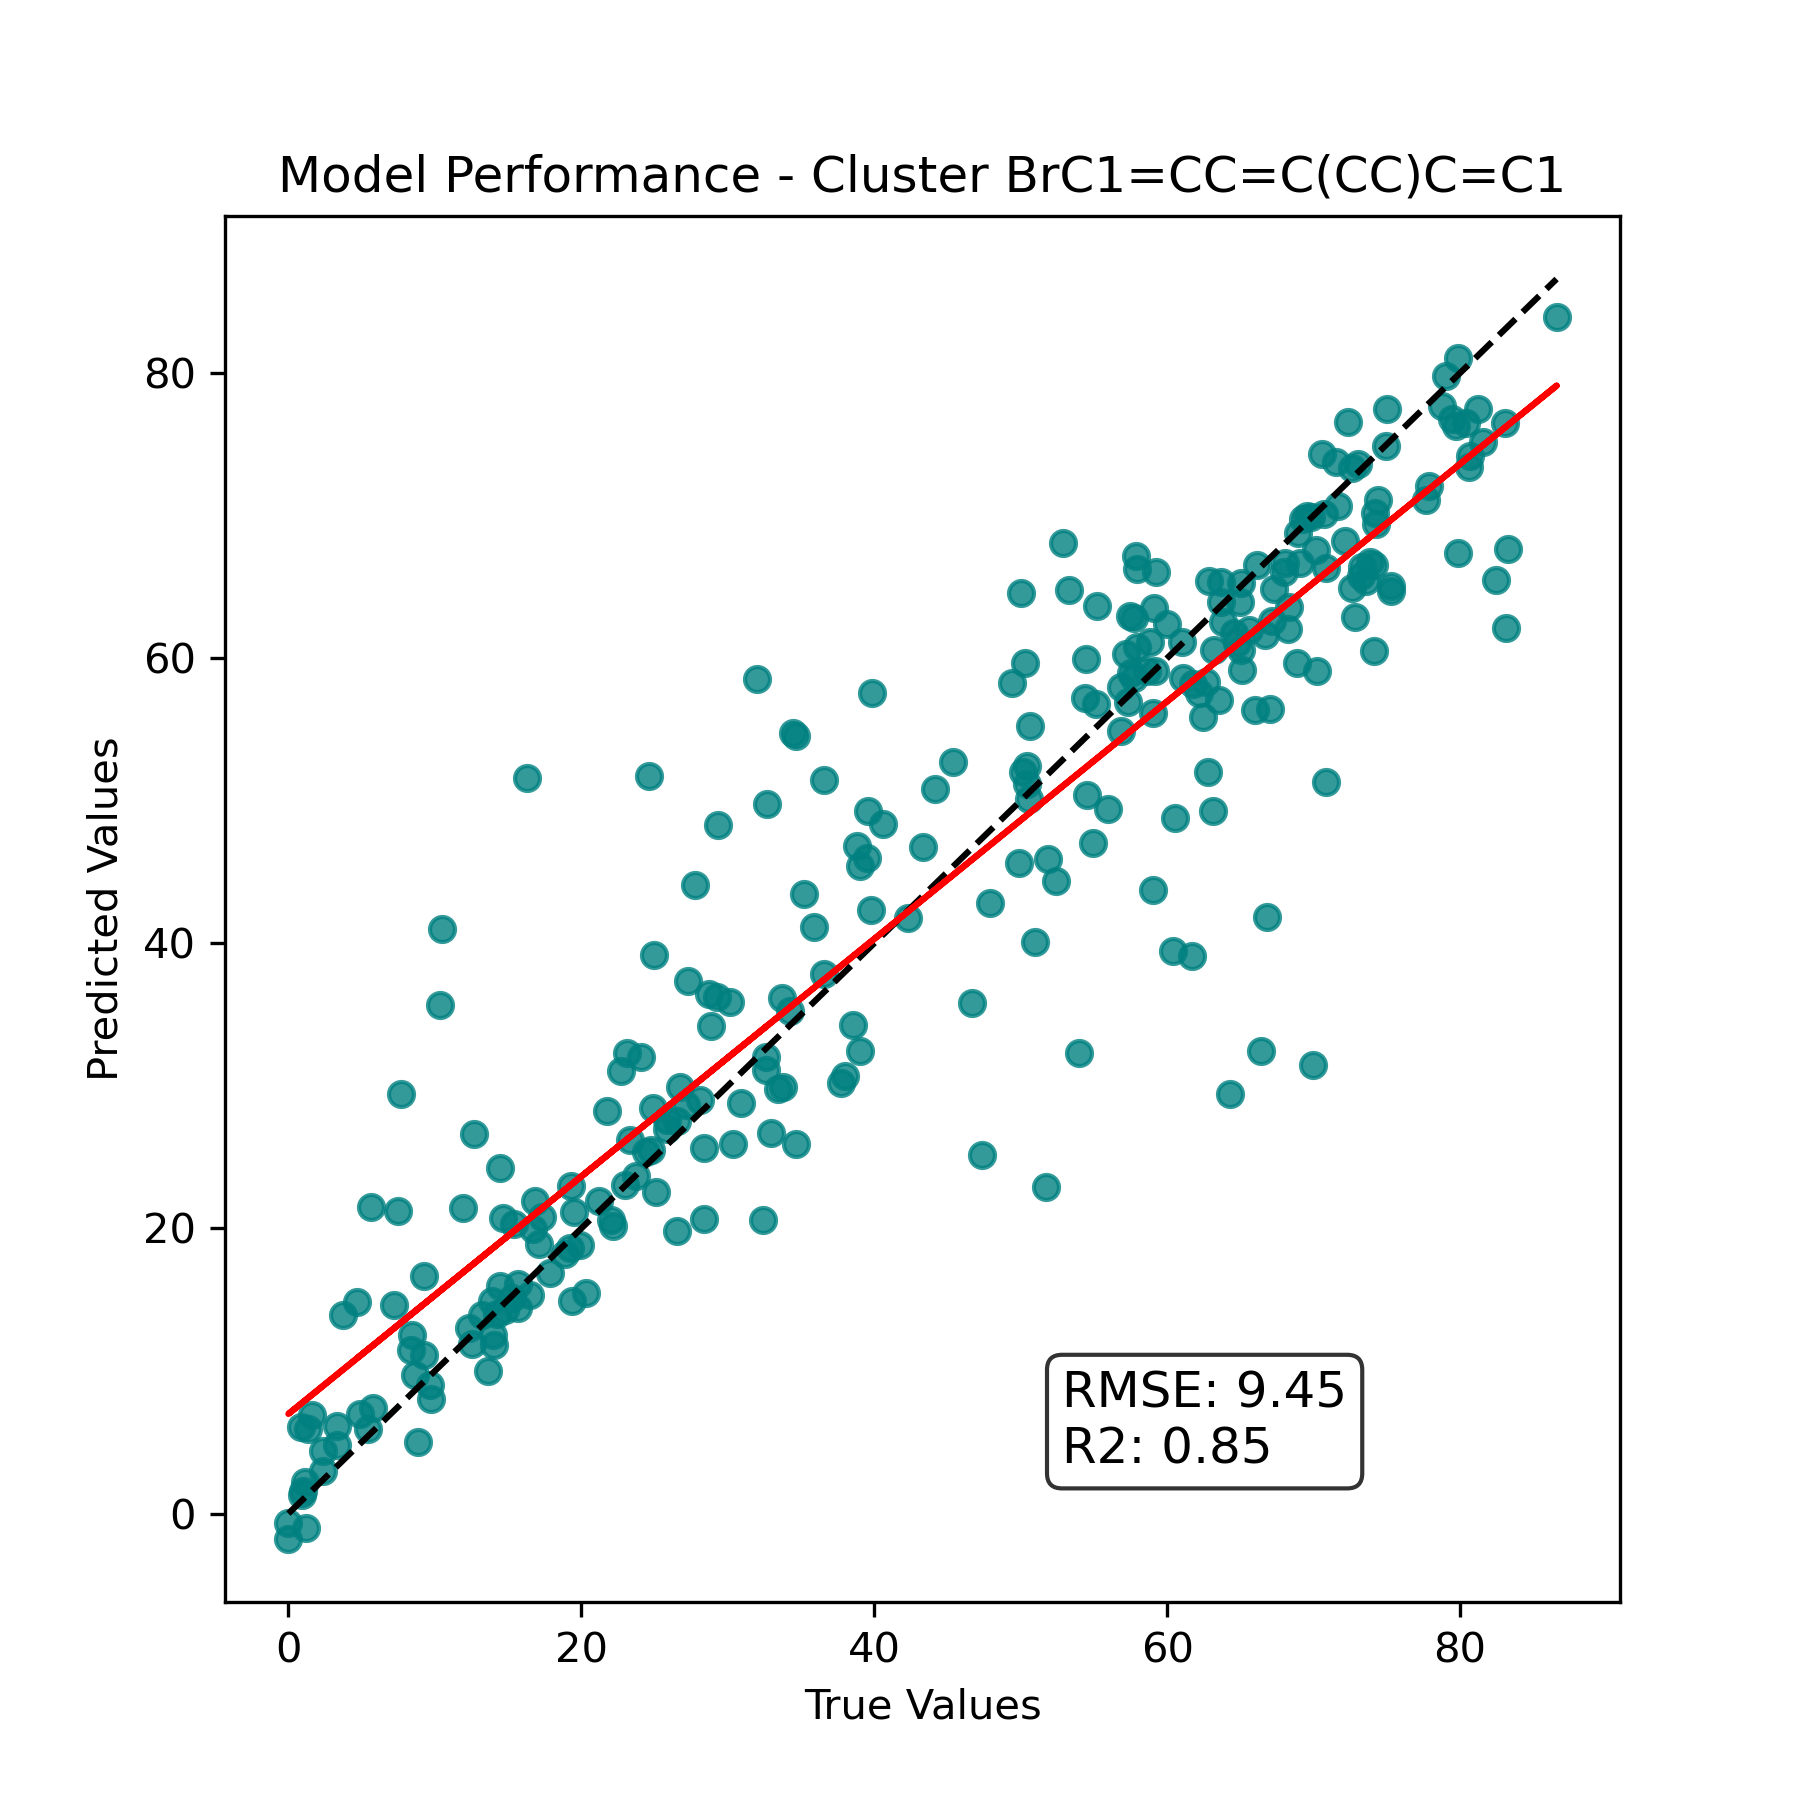 Model Performance - Cluster BrC1=CC=C(CC)C=C1
80
60
40
20
0
Predicted Values
RMSE: 9.45
R2: 0.85
0
20
40
60
80
True Values